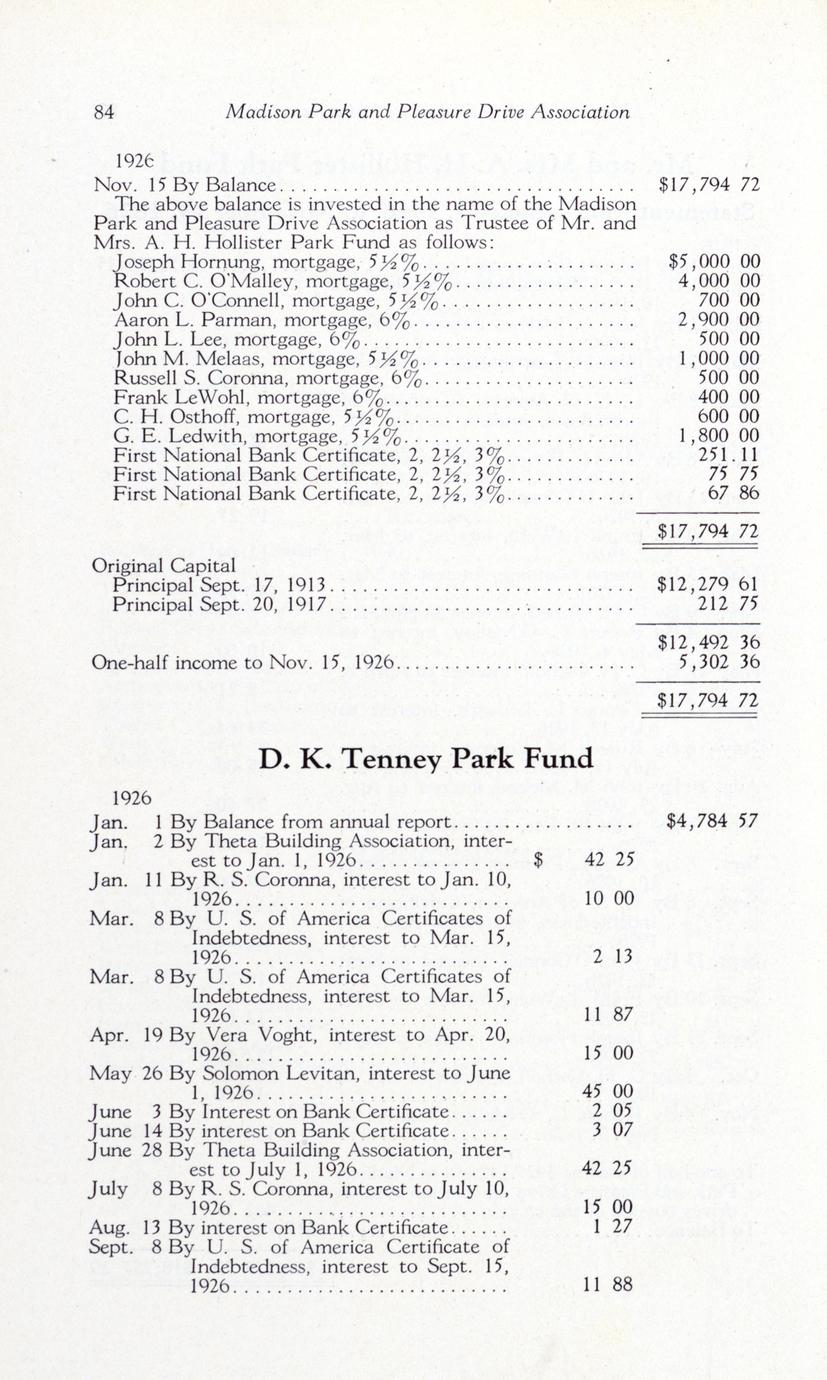 84 Madison Park and Pleasure Drive Association
1926
Nov. 15 By Balance................................. $17,794 72
The above balance is invested in the name of the Madison
Park and Pleasure Drive Association as Trustee of Mr. and
Mrs. A. H. Hollister Park Fund as follows:
Joseph Hornung, mortgage, 5½%.................... $5,000 00
Robert C. O'Malley, mortgage, 5½%................. 4,000 00
John C. O'Connell, mortgage, 5½%.................. 700 00
Aaron L. Parman, mortgage, 6%..................... 2,900 00
John L. Lee, mortgage, 6%.......................... 500 00
John M. Melaas, mortgage, 5½%.................... 1,000 00
Russell S. Coronna, mortgage, 6%.................... 500 00
Frank LeWohl, mortgage, 6%........................ 400 00
C. H. Osthoff, mortgage, 5½%....................... 600 00
G. E. Ledwith, mortgage, 5½%...................... 1,800 00
First National Bank Certificate, 2, 2½, 3%............ 251.11
First National Bank Certificate, 2, 2½, 3%............ 75 75
First National Bank Certificate, 2, 2½, 3%............ 67 86
$17,794 72
Original Capital
Principal Sept. 17, 1913............................. $12,279 61
Principal Sept. 20, 1917............................. 212 75
$12,492 36
One-half income to Nov. 15, 1926....................... 5,302 36
$17,794 72
D. K. Tenney Park Fund
1926
Jan. 1 By Balance from annual report................. $4,784 57
Jan. 2 By Theta Building Association, inter-
est to Jan. 1, 1926............... $ 42 25
Jan. 11 By R. S. Coronna, interest to Jan. 10,
1926.......................... 10 00
Mar. 8 By U. S. of America Certificates of
Indebtedness, interest to Mar. 15,
1926.......................... 2 13
Mar. 8 By U. S. of America Certificates of
Indebtedness, interest to Mar. 15,
1926.......................... 11 87
Apr. 19 By Vera Voght, interest to Apr. 20,
1926.......................... 15 00
May 26 By Solomon Levitan, interest to June
1, 1926........................ 45 00
June 3 By Interest on Bank Certificate...... 2 05
June 14 By interest on Bank Certificate...... 3 07
June 28 By Theta Building Association, inter-
est to July 1, 1926............... 42 25
July 8 By R. S. Coronna, interest to July 10,
1926.......................... 15 00
Aug. 13 By interest on Bank Certificate...... 1 27
Sept. 8 By U. S. of America Certificate of
Indebtedness, interest to Sept. 15,
1926.......................... 11 88